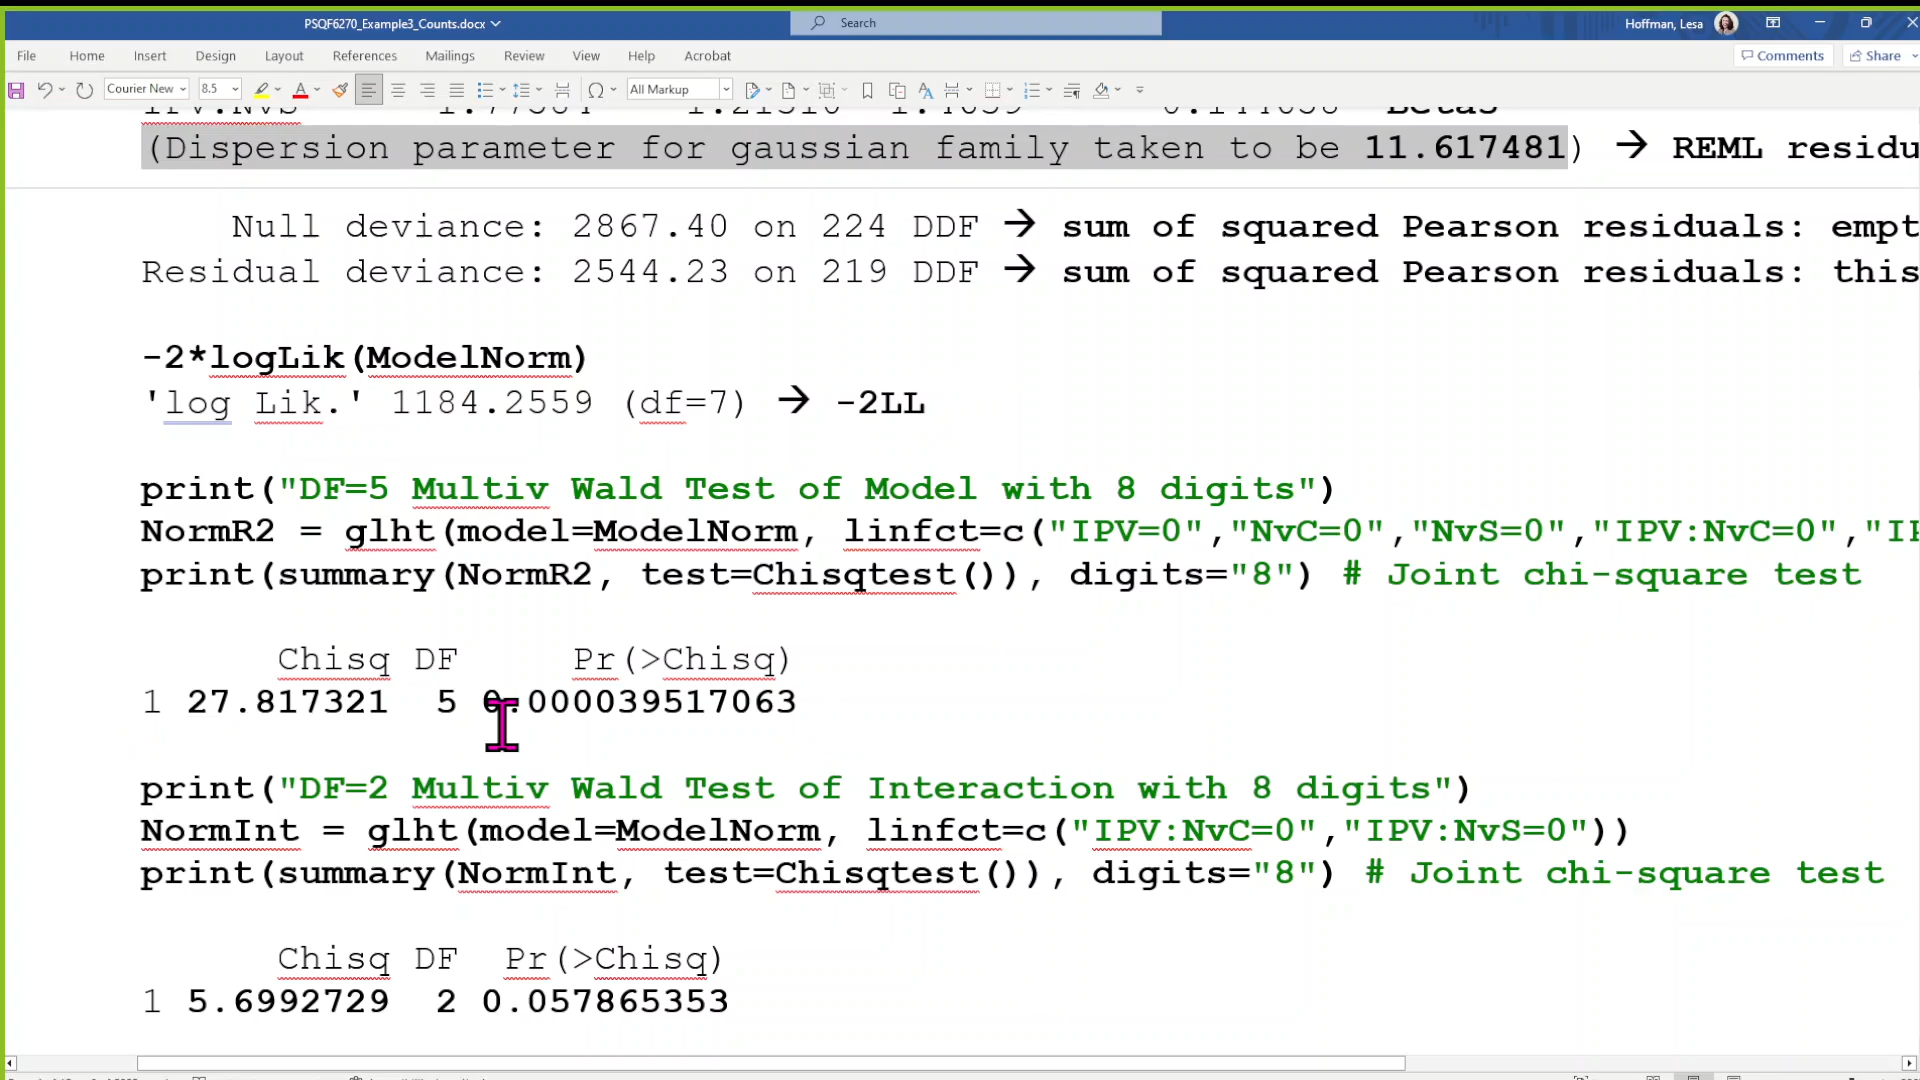 PSQF6270_Example3_Counts.docx
Search
Hoffman, Lesa
File Home Insert Design Layout References Mailings Review View Help Acrobat
Comments Share
Courier New 8.5 All Markup
(Dispersion parameter for gaussian family taken to be 11.617481) → REML residu
Null deviance: 2867.40 on 224 DDF → sum of squared Pearson residuals: empt
Residual deviance: 2544.23 on 219 DDF → sum of squared Pearson residuals: this
-2*logLik(ModelNorm)
'log Lik.' 1184.2559 (df=7) → -2LL
print("DF=5 Multiv Wald Test of Model with 8 digits")
NormR2 = glht(model=ModelNorm, linfct=c("IPV=0","NvC=0","NvS=0","IPV:NvC=0","IP
print(summary(NormR2, test=Chisqtest()), digits="8") # Joint chi-square test
Chisq DF Pr(>Chisq)
1 27.817321 5 0.000039517063
print("DF=2 Multiv Wald Test of Interaction with 8 digits")
NormInt = glht(model=ModelNorm, linfct=c("IPV:NvC=0","IPV:NvS=0"))
print(summary(NormInt, test=Chisqtest()), digits="8") # Joint chi-square test
Chisq DF Pr(>Chisq)
1 5.6992729 2 0.057865353